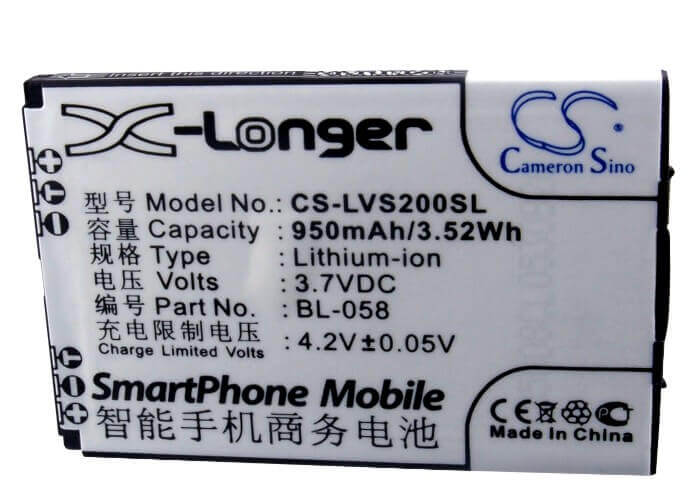 X-Longer
CS
Cameron Sino
型号 Model No.: CS-LVS200SL
容量 Capacity: 950mAh/3.52Wh
规格 Type: Lithium-ion
电压 Volts: 3.7VDC
编号 Number: BL-058
充电限制电压 : 4.2V±0.05V
Charge Limited Volts
SmartPhone Mobile
智能手机商务电池
CE
Made In China